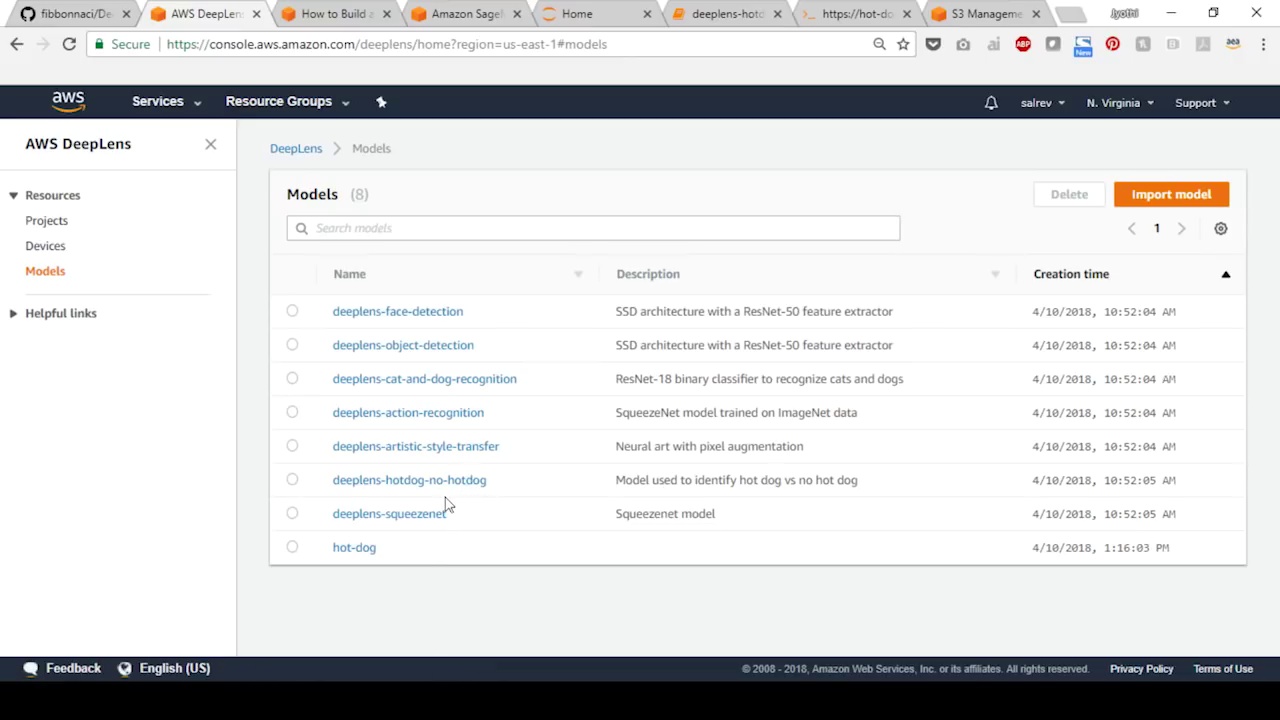 fibbonnaci/De
AWS DeepLens
How to Build a
Amazon SageM
Home
deeplens-hotd
https://hot-do
S3 Manageme
Jyothi
Secure
https://console.aws.amazon.com/deeplens/home?region=us-east-1#models
ai
ABP
New
aws
Services
Resource Groups
salrev
N. Virginia
Support
AWS DeepLens
Resources
Projects
Devices
Models
Helpful links
DeepLens
Models
Models (8)
Delete
Import model
Search models
1
Name Description Creation time
deeplens-face-detection SSD architecture with a ResNet-50 feature extractor 4/10/2018, 10:52:04 AM
deeplens-object-detection SSD architecture with a ResNet-50 feature extractor 4/10/2018, 10:52:04 AM
deeplens-cat-and-dog-recognition ResNet-18 binary classifier to recognize cats and dogs 4/10/2018, 10:52:04 AM
deeplens-action-recognition SqueezeNet model trained on ImageNet data 4/10/2018, 10:52:04 AM
deeplens-artistic-style-transfer Neural art with pixel augmentation 4/10/2018, 10:52:04 AM
deeplens-hotdog-no-hotdog Model used to identify hot dog vs no hot dog 4/10/2018, 10:52:05 AM
deeplens-squeezenet Squeezenet model 4/10/2018, 10:52:05 AM
hot-dog 4/10/2018, 1:16:03 PM
Feedback
English (US)
© 2008 - 2018, Amazon Web Services, Inc. or its affiliates. All rights reserved.
Privacy Policy
Terms of Use